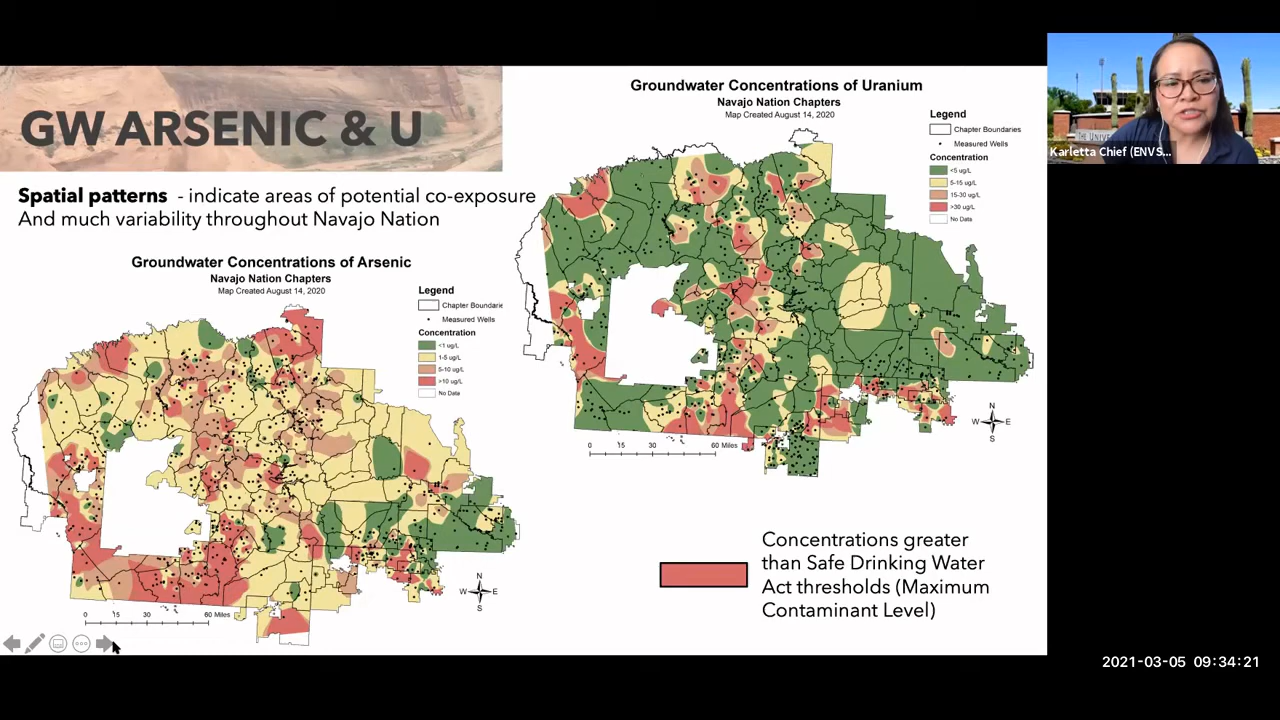 GW ARSENIC & U
Spatial patterns - indicate areas of potential co-exposure
And much variability throughout Navajo Nation
Groundwater Concentrations of Arsenic
Navajo Nation Chapters
Map Created August 14, 2020
Legend
Chapter Boundarie
Measured Wells
Concentration
<1 ug/L
1-5 ug/L
5-10 ug/L
>10 ug/L
No Data
N
W E
S
0 15 30 60 Miles
Groundwater Concentrations of Uranium
Navajo Nation Chapters
Map Created August 14, 2020
Legend
Chapter Boundaries
Measured Wells
Concentration
<5 ug/L
5-15 ug/L
15-30 ug/L
>30 ug/L
No Data
N
W E
S
0 15 30 60 Miles
Concentrations greater
than Safe Drinking Water
Act thresholds (Maximum
Contaminant Level)
THE UNIVE
Karletta Chief (ENVS...
2021-03-05 09:34:21